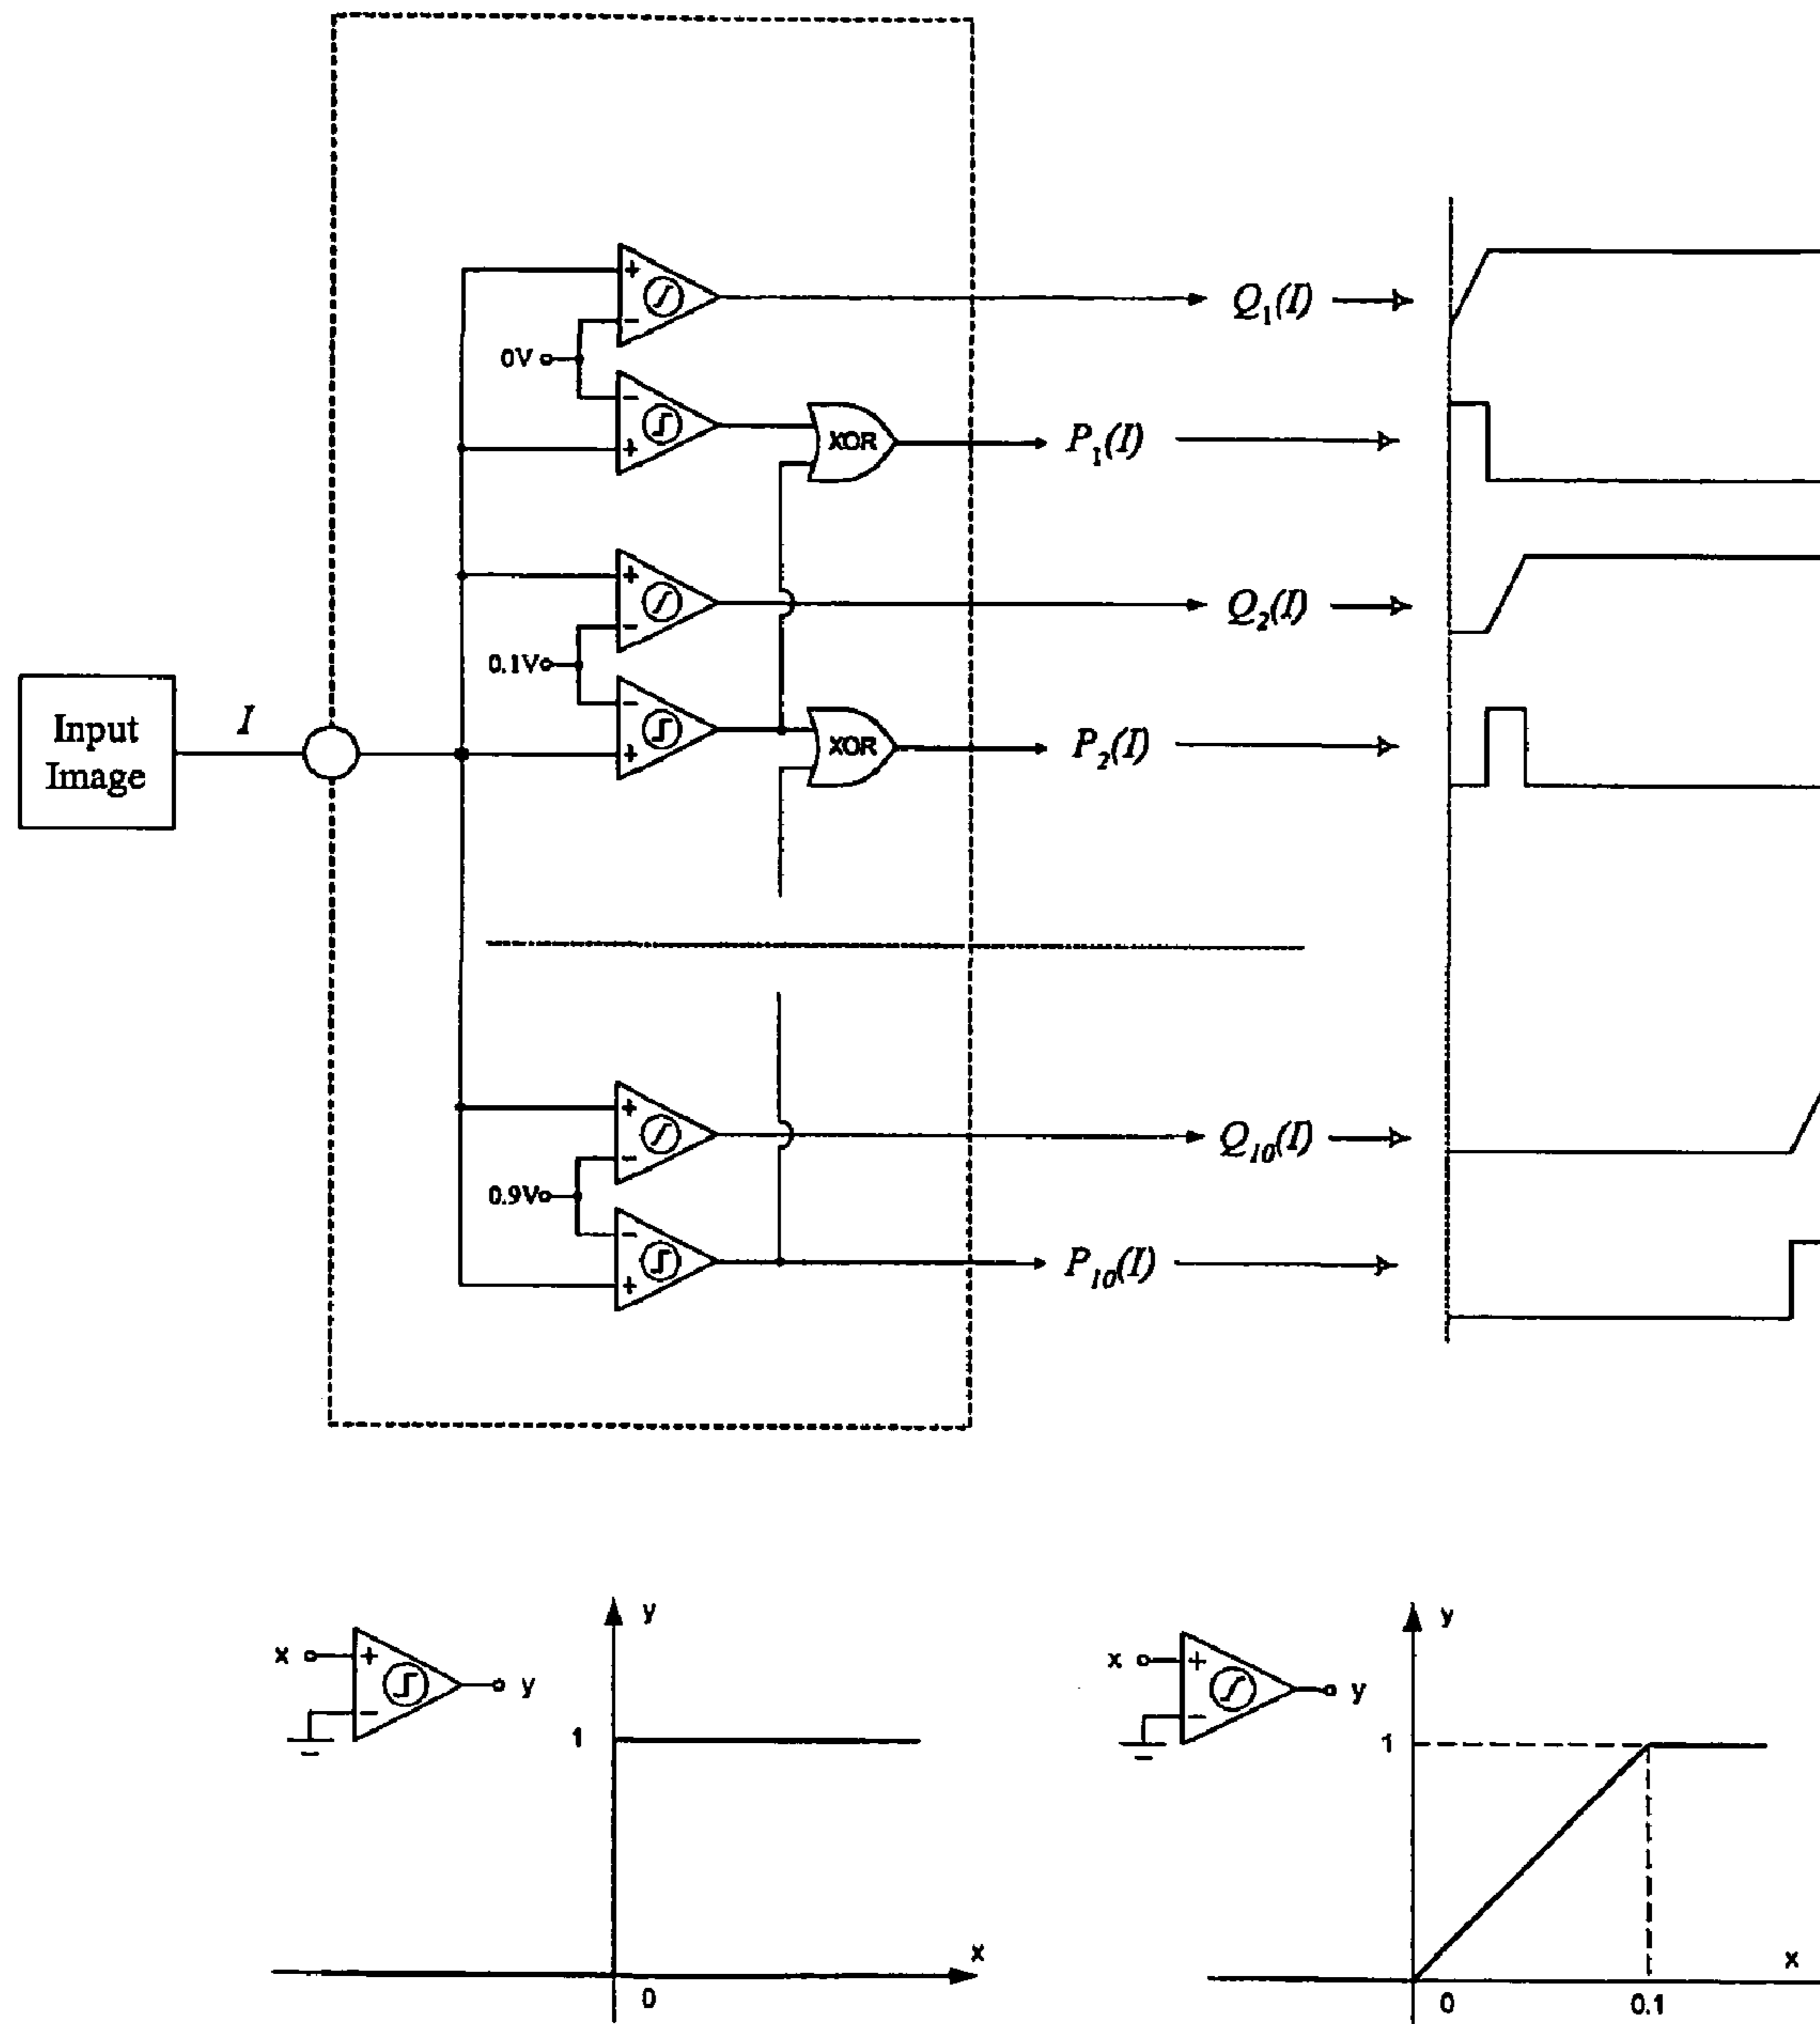 Q1(I)
0V
XOR
P1(I)
Q2(I)
0.1V
Input
Image
I
XOR
P2(I)
Q10(I)
0.9V
P10(I)
x
y
y
1
x
0
x
y
y
1
x
0
0.1